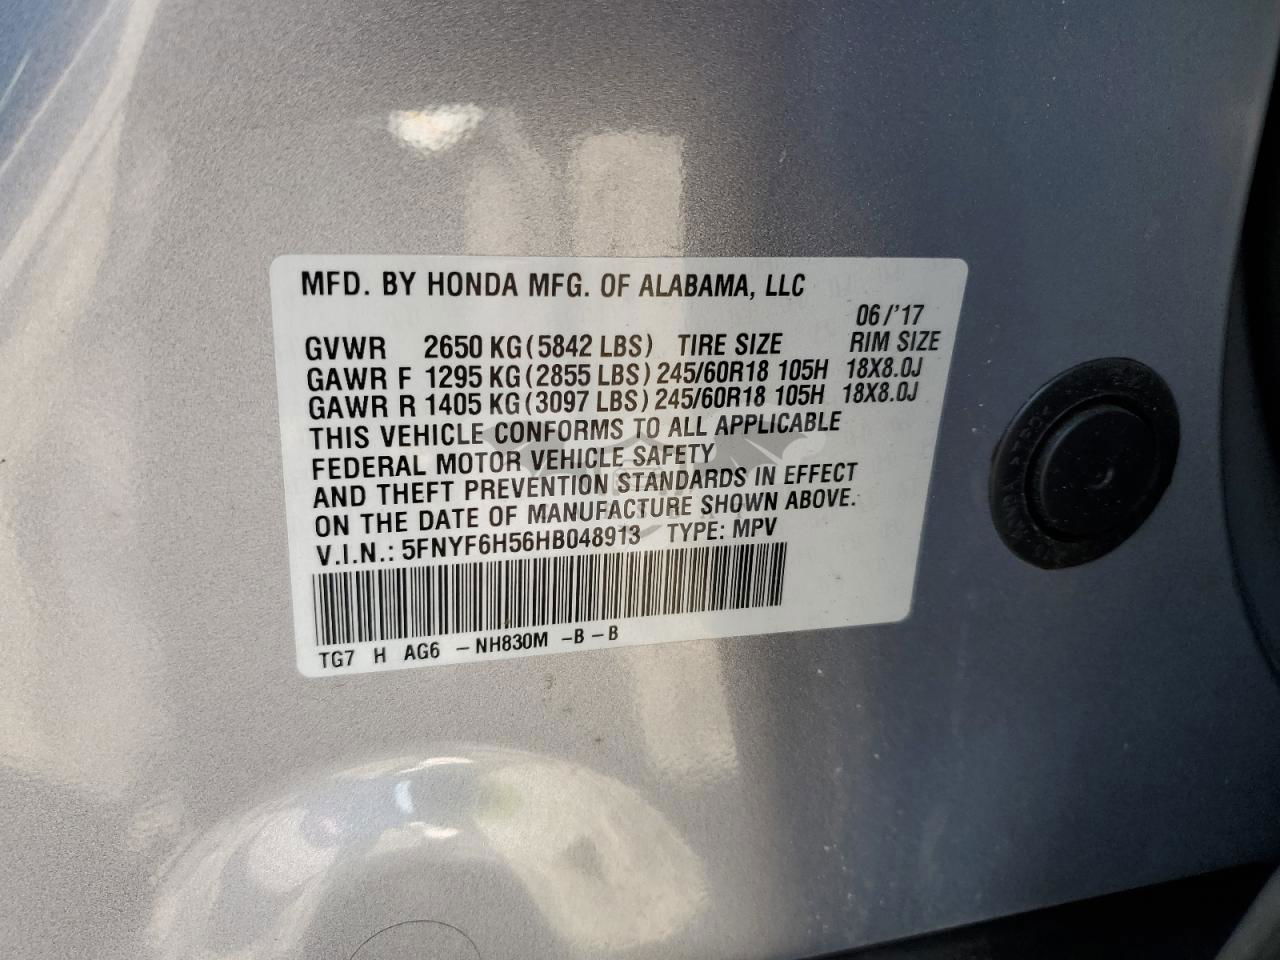 MFD. BY HONDA MFG. OF ALABAMA, LLC
06/'17
GVWR 2650 KG (5842 LBS) TIRE SIZE RIM SIZE
GAWR F 1295 KG (2855 LBS) 245/60R18 105H 18X8.0J
GAWR R 1405 KG (3097 LBS) 245/60R18 105H 18X8.0J
THIS VEHICLE CONFORMS TO ALL APPLICABLE
FEDERAL MOTOR VEHICLE SAFETY
AND THEFT PREVENTION STANDARDS IN EFFECT
ON THE DATE OF MANUFACTURE SHOWN ABOVE.
V.I.N.: 5FNYF6H56HB048913 TYPE: MPV
TG7 H AG6 -NH830M -B-B